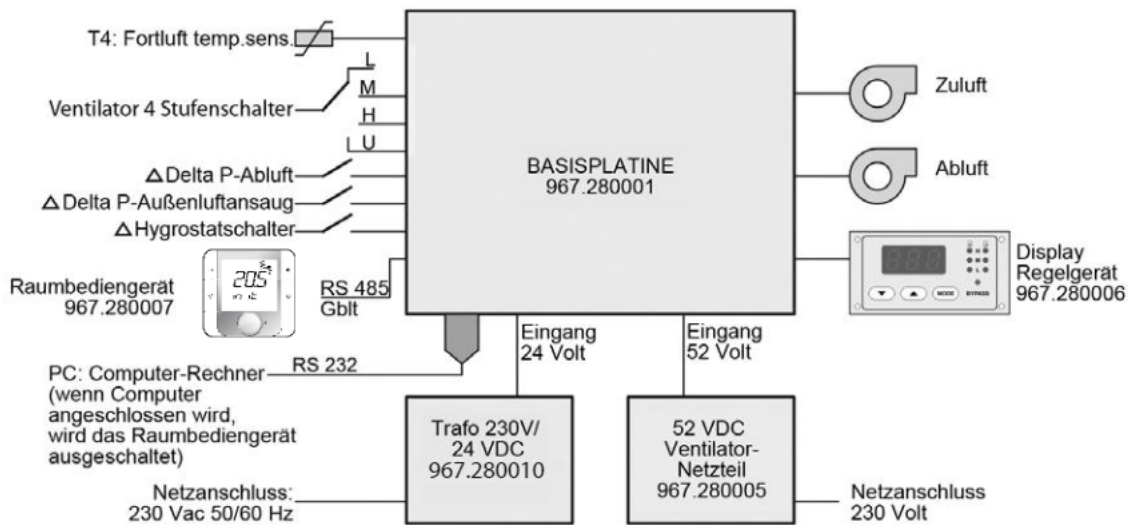 T4: Fortluft temp.sens.
L
Ventilator 4 Stufenschalter
M
H
U
Δ Delta P-Abluft
Δ Delta P-Außenluftansaug
Δ Hygrostatschalter
Raumbediengerät
967.280007
20.5
RS 485
Gblt
PC: Computer-Rechner
(wenn Computer
angeschlossen wird,
wird das Raumbediengerät
ausgeschaltet)
RS 232
BASISPLATINE
967.280001
Zuluft
Abluft
Display
Regelgerät
967.280006
888
H
L
MODE
BYPASS
Eingang
24 Volt
Eingang
52 Volt
Trafo 230V/
24 VDC
967.280010
52 VDC
Ventilator-
Netzteil
967.280005
Netzanschluss:
230 Vac 50/60 Hz
Netzanschluss
230 Volt